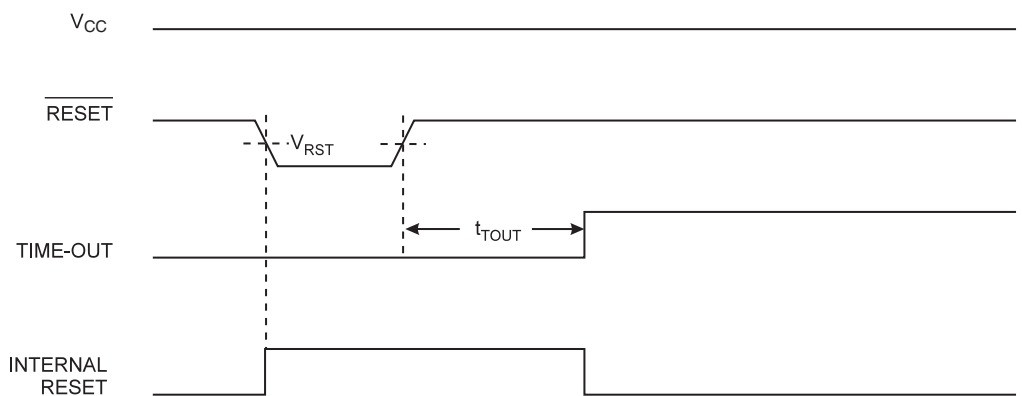 VCC
RESET
VRST
tTOUT
TIME-OUT
INTERNAL
RESET